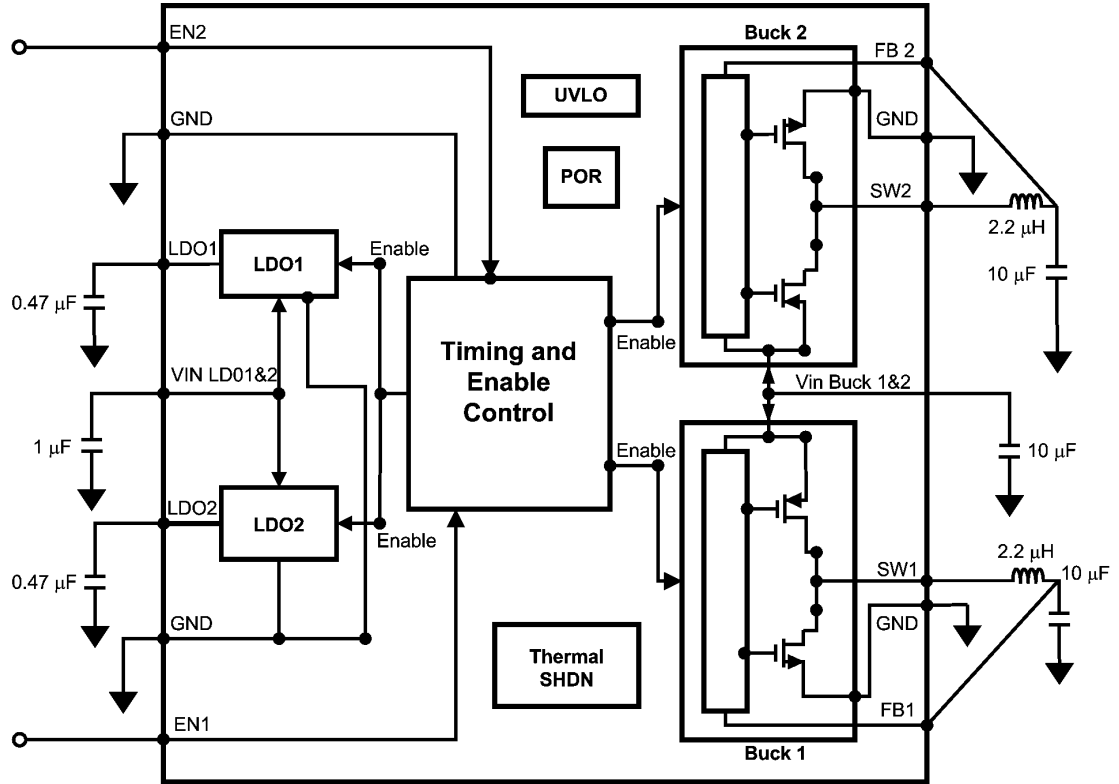 EN2
Buck 2
FB 2
UVLO
GND
GND
POR
SW2
2.2 μH
LDO1
LDO1
Enable
10 μF
0.47 μF
Timing and
Enable
Control
Enable
VIN LD01&2
Vin Buck 1&2
1 μF
Enable
10 μF
LDO2
LDO2
Enable
2.2 μH
SW1
10 μF
0.47 μF
GND
GND
Thermal
SHDN
FB1
EN1
Buck 1